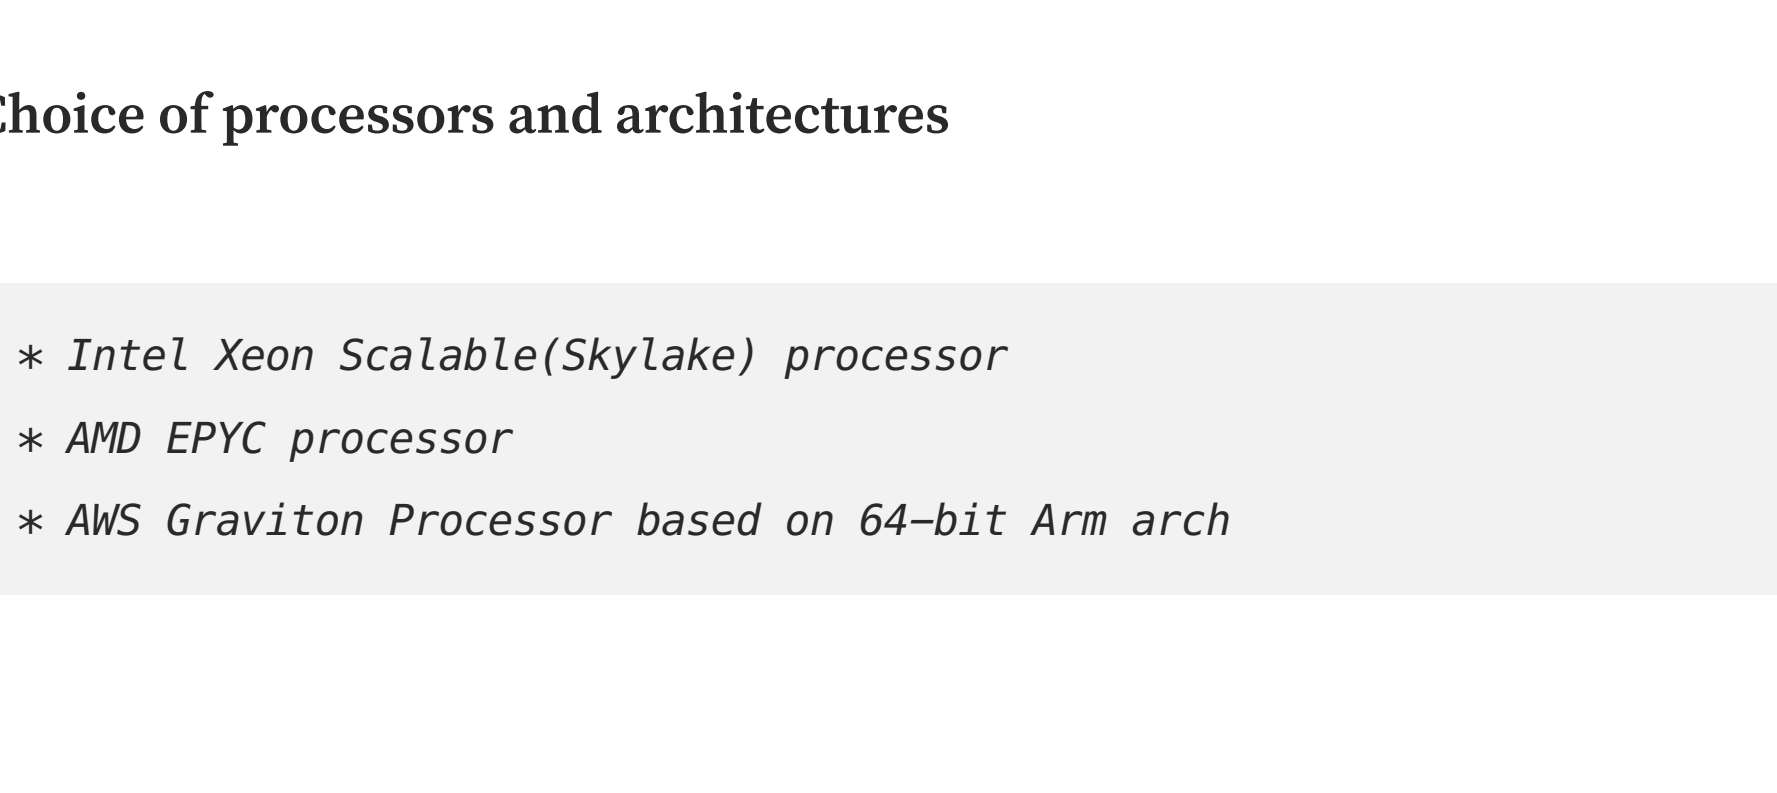 Choice of processors and architectures
* Intel Xeon Scalable(Skylake) processor
* AMD EPYC processor
* AWS Graviton Processor based on 64–bit Arm arch